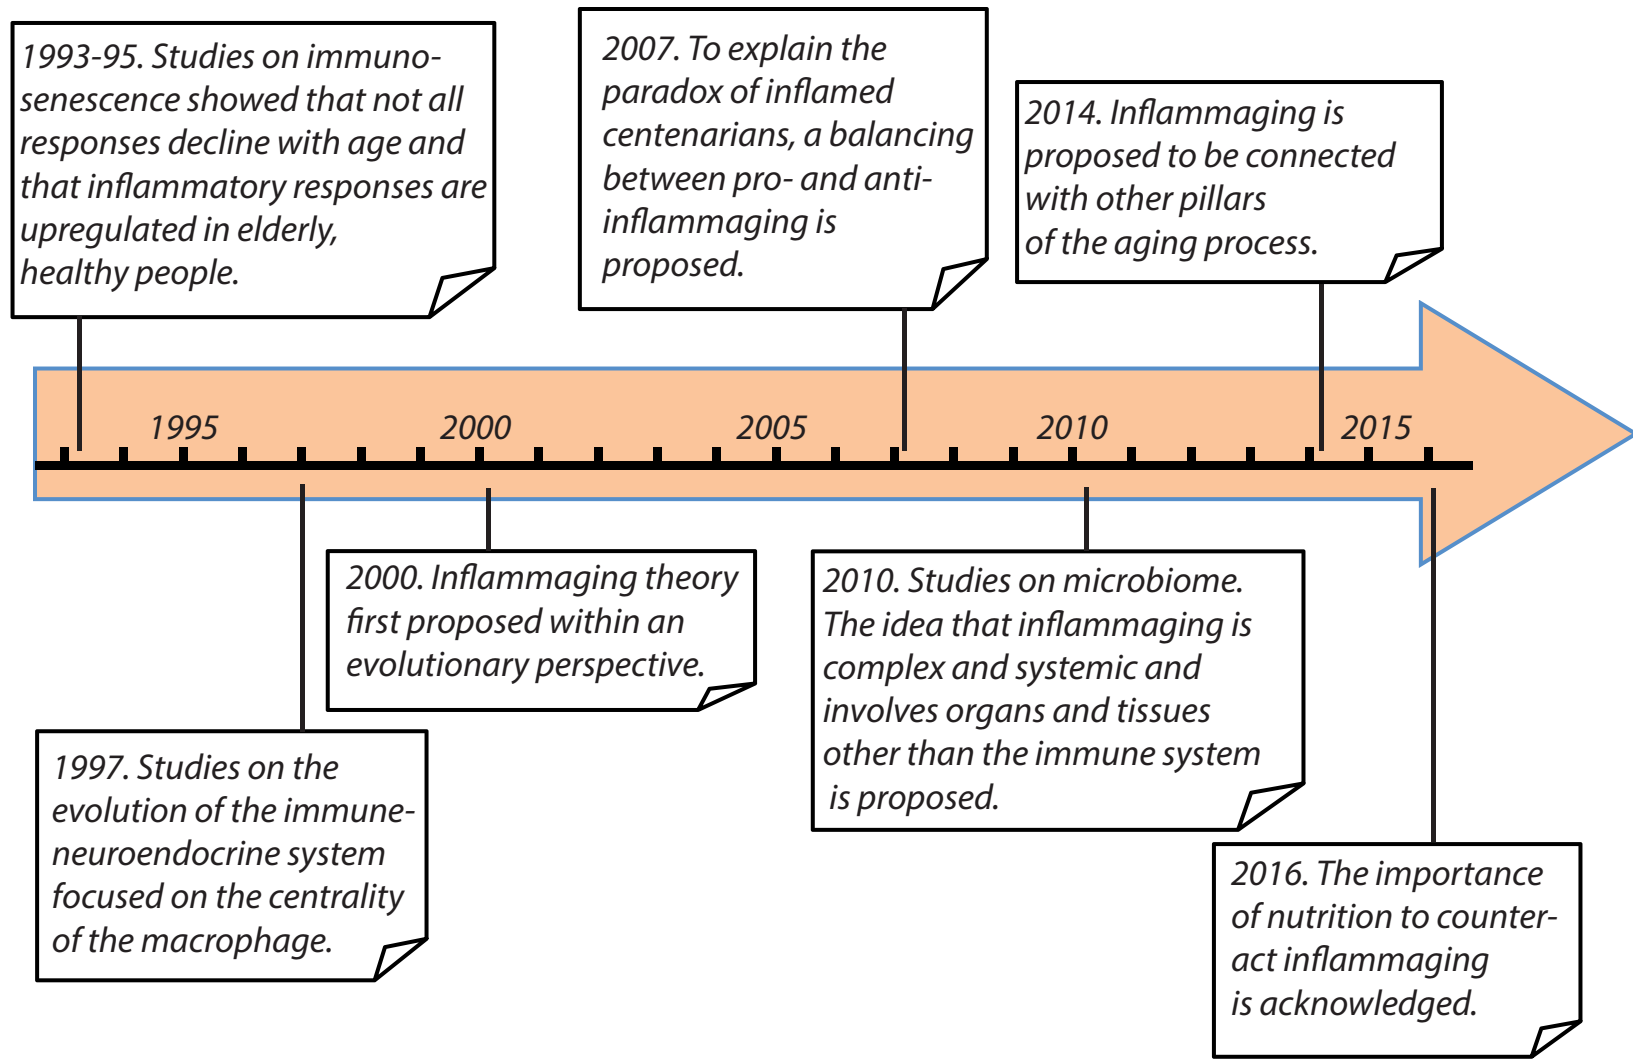 1993-95. Studies on immuno-
senescence showed that not all
responses decline with age and
that inflammatory responses are
upregulated in elderly,
healthy people.
2007. To explain the
paradox of inflamed
centenarians, a balancing
between pro- and anti-
inflammaging is
proposed.
2014. Inflammaging is
proposed to be connected
with other pillars
of the aging process.
1995
2000
2005
2010
2015
1997. Studies on the
evolution of the immune-
neuroendocrine system
focused on the centrality
of the macrophage.
2000. Inflammaging theory
first proposed within an
evolutionary perspective.
2010. Studies on microbiome.
The idea that inflammaging is
complex and systemic and
involves organs and tissues
other than the immune system
is proposed.
2016. The importance
of nutrition to counter-
act inflammaging
is acknowledged.